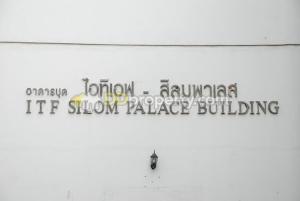 อาคารชุด ไอทีเอฟ - สีลมพาเลส
ITF SILOM PALACE BUILDING